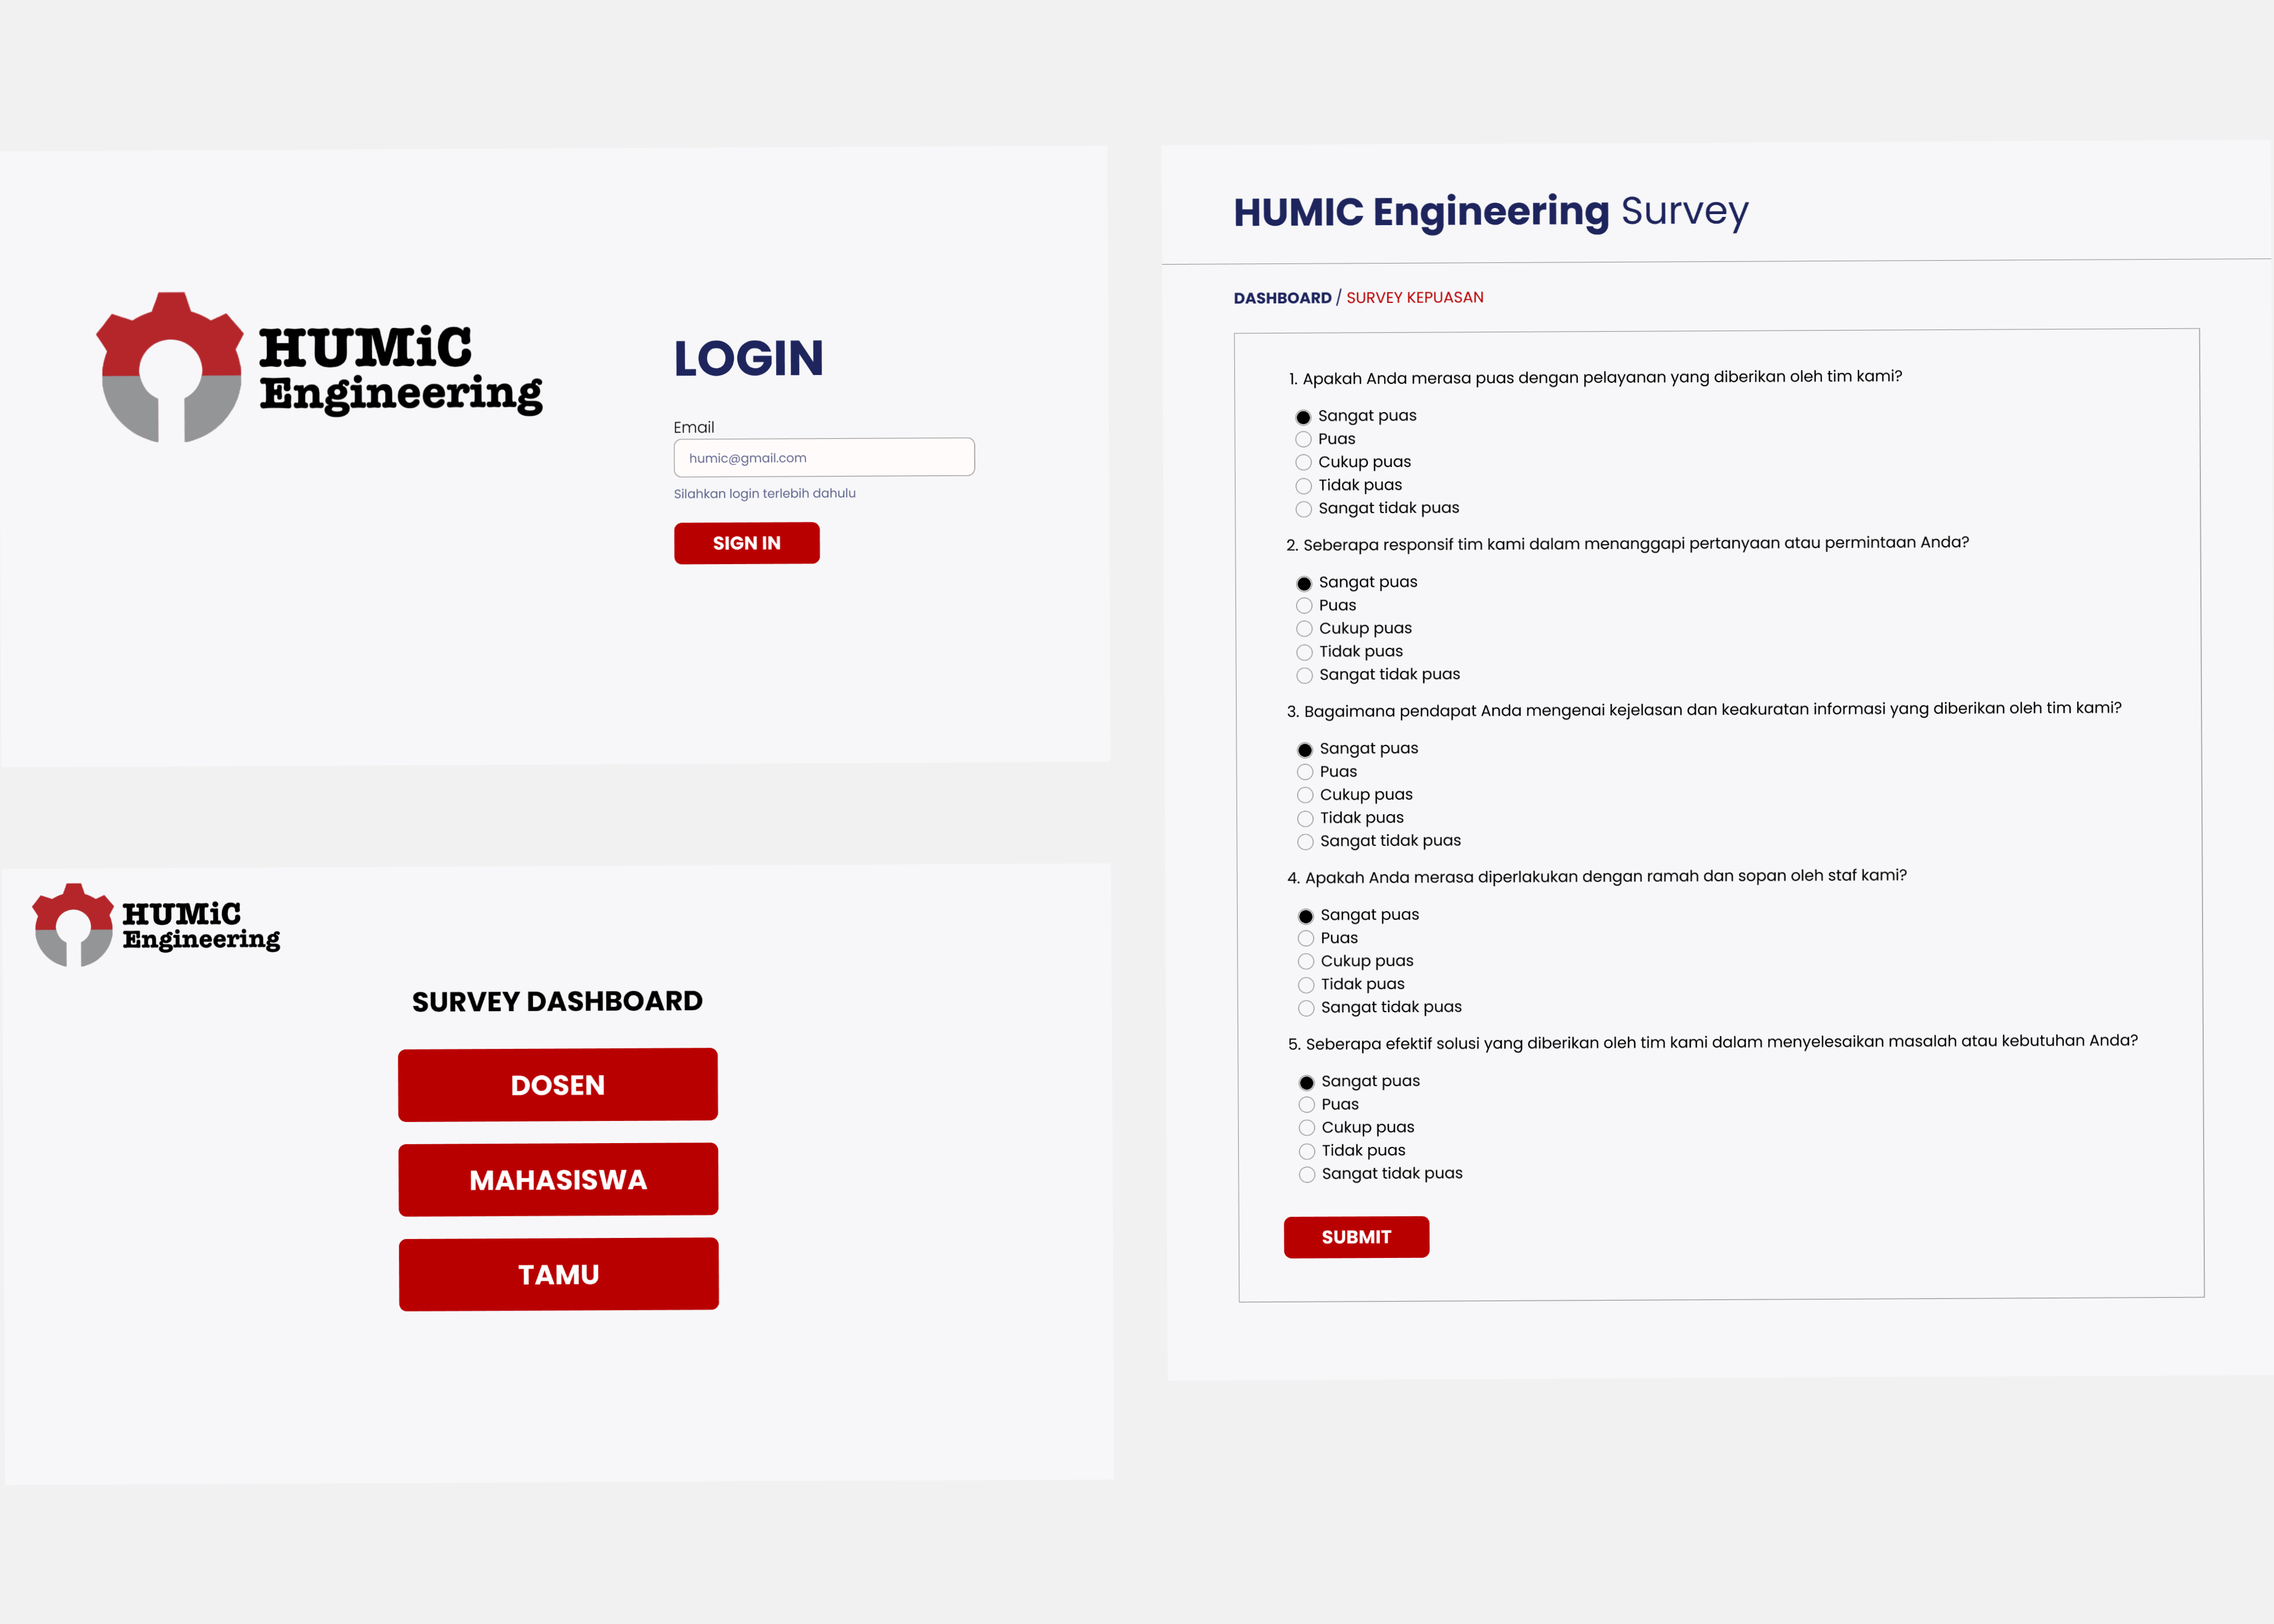 HUMiC
Engineering
LOGIN
Email
humic@gmail.com
Silahkan login terlebih dahulu
SIGN IN
HUMiC
Engineering
SURVEY DASHBOARD
DOSEN
MAHASISWA
TAMU
HUMIC Engineering Survey
DASHBOARD / SURVEY KEPUASAN
1. Apakah Anda merasa puas dengan pelayanan yang diberikan oleh tim kami?
Sangat puas
Puas
Cukup puas
Tidak puas
Sangat tidak puas
2. Seberapa responsif tim kami dalam menanggapi pertanyaan atau permintaan Anda?
Sangat puas
Puas
Cukup puas
Tidak puas
Sangat tidak puas
3. Bagaimana pendapat Anda mengenai kejelasan dan keakuratan informasi yang diberikan oleh tim kami?
Sangat puas
Puas
Cukup puas
Tidak puas
Sangat tidak puas
4. Apakah Anda merasa diperlakukan dengan ramah dan sopan oleh staf kami?
Sangat puas
Puas
Cukup puas
Tidak puas
Sangat tidak puas
5. Seberapa efektif solusi yang diberikan oleh tim kami dalam menyelesaikan masalah atau kebutuhan Anda?
Sangat puas
Puas
Cukup puas
Tidak puas
Sangat tidak puas
SUBMIT